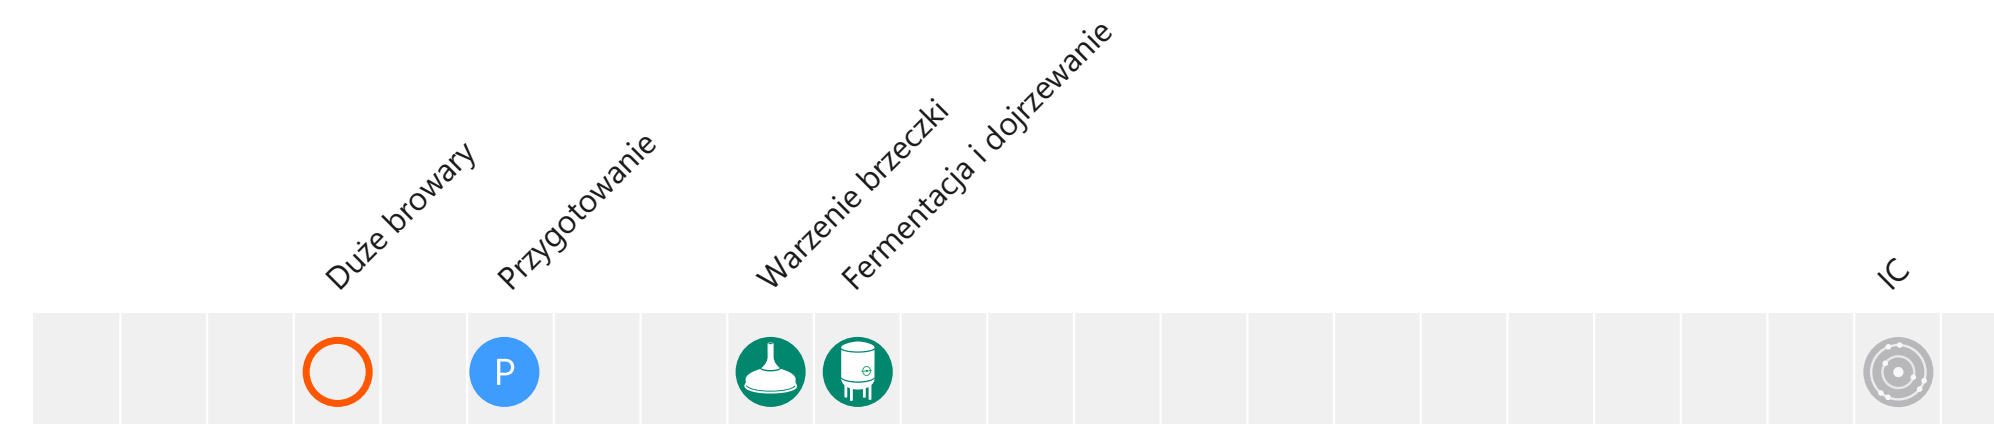 Duże browary
Przygotowanie
Warzenie brzeczki
Fermentacja i dojrzewanie
IC
P